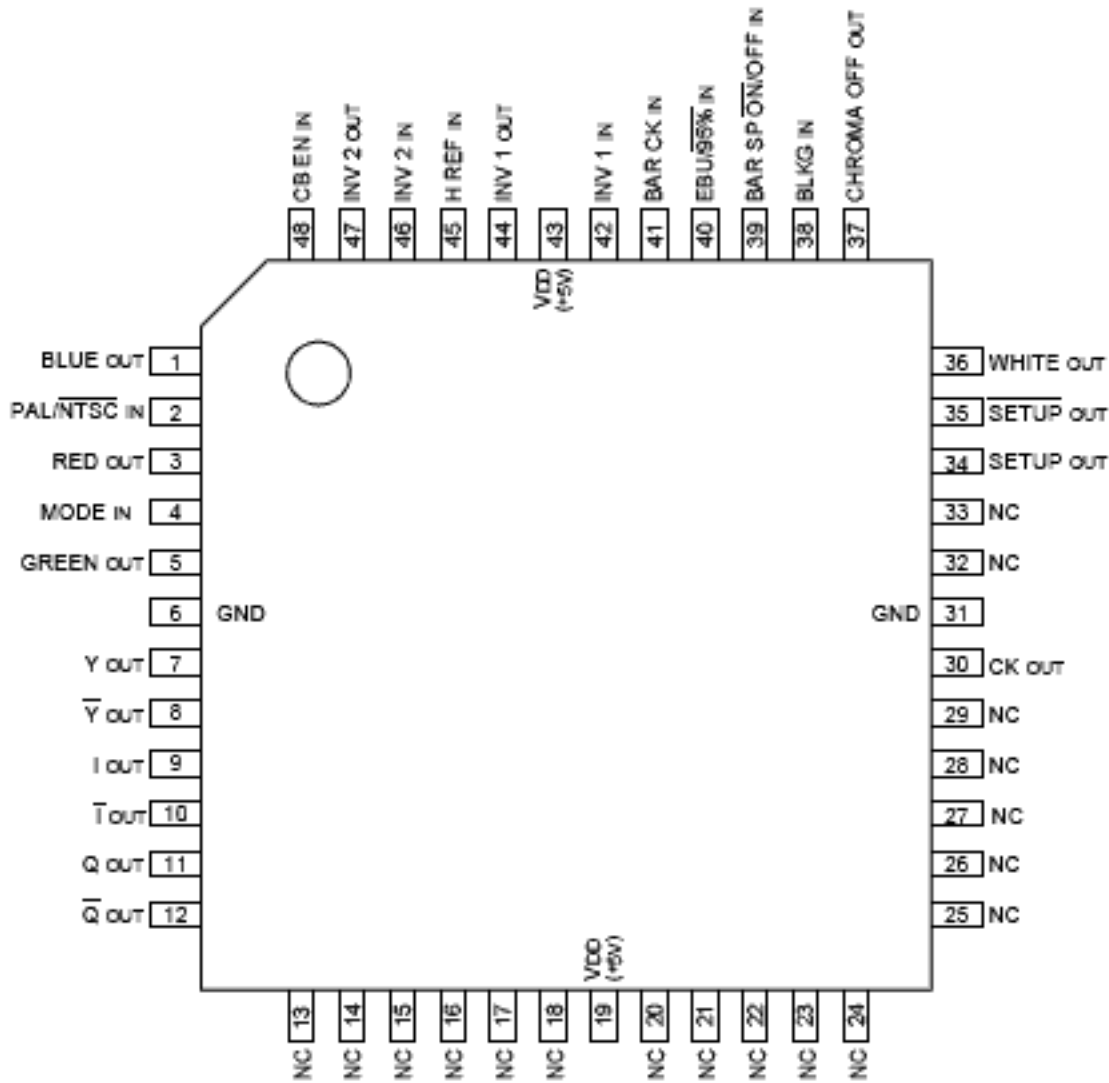 CB EN IN
INV 2 OUT
INV 2 IN
H REF IN
INV 1 OUT
INV 1 IN
BAR CK IN
EBU/95% IN
BAR SP ON/OFF IN
BLKG IN
CHROMA OFF OUT
48
47
46
45
44
43
42
41
40
39
38
37
VDD
(+5V)
BLUE OUT 1
36 WHITE OUT
PAL/N̅T̅S̅C̅ IN 2
35 S̅E̅T̅U̅P̅ OUT
RED OUT 3
34 SETUP OUT
MODE IN 4
33 NC
GREEN OUT 5
32 NC
6 GND
GND 31
Y OUT 7
30 CK OUT
Y̅ OUT 8
29 NC
I OUT 9
28 NC
I̅ OUT 10
27 NC
Q OUT 11
26 NC
Q̅ OUT 12
25 NC
VDD
(+5V)
13
14
15
16
17
18
19
20
21
22
23
24
NC
NC
NC
NC
NC
NC
NC
NC
NC
NC
NC